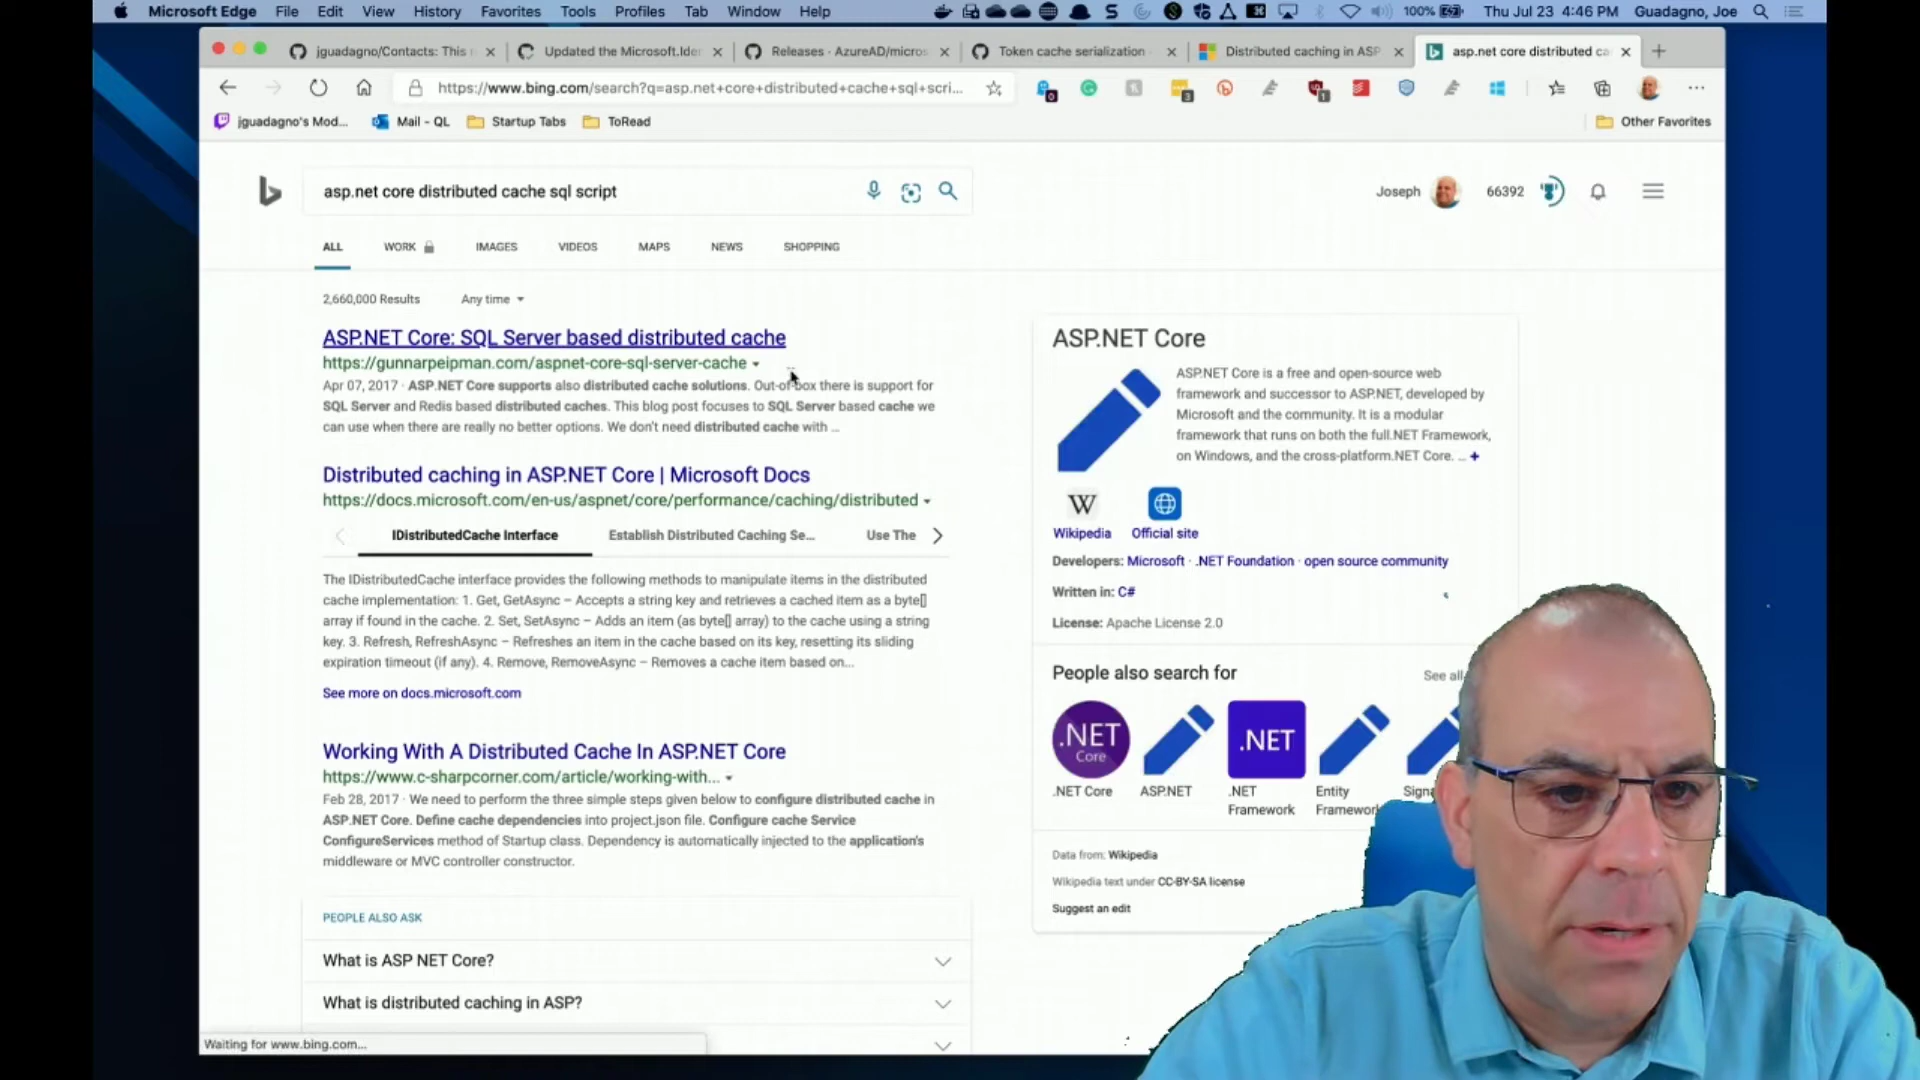 Microsoft Edge File Edit View History Favorites Tools Profiles Tab Window Help 100% Thu Jul 23 4:46 PM Guadagno, Joe
jguadagno/Contacts: This Updated the Microsoft.Ide Releases · AzureAD/micros Token cache serialization Distributed caching in ASP asp.net core distributed ca
https://www.bing.com/search?q=asp.net+core+distributed+cache+sql+scri...
jguadagno's Mod... Mail - QL Startup Tabs ToRead Other Favorites
asp.net core distributed cache sql script
Joseph 66392
ALL WORK IMAGES VIDEOS MAPS NEWS SHOPPING
2,660,000 Results Any time
ASP.NET Core: SQL Server based distributed cache
https://gunnarpeipman.com/aspnet-core-sql-server-cache
Apr 07, 2017 · ASP.NET Core supports also distributed cache solutions. Out-of-box there is support for
SQL Server and Redis based distributed caches. This blog post focuses to SQL Server based cache we
can use when there are really no better options. We don't need distributed cache with ...
Distributed caching in ASP.NET Core | Microsoft Docs
https://docs.microsoft.com/en-us/aspnet/core/performance/caching/distributed
IDistributedCache Interface Establish Distributed Caching Se... Use The
The IDistributedCache interface provides the following methods to manipulate items in the distributed
cache implementation: 1. Get, GetAsync – Accepts a string key and retrieves a cached item as a byte[]
array if found in the cache. 2. Set, SetAsync – Adds an item (as byte[] array) to the cache using a string
key. 3. Refresh, RefreshAsync – Refreshes an item in the cache based on its key, resetting its sliding
expiration timeout (if any). 4. Remove, RemoveAsync – Removes a cache item based on...
See more on docs.microsoft.com
Working With A Distributed Cache In ASP.NET Core
https://www.c-sharpcorner.com/article/working-with...
Feb 28, 2017 · We need to perform the three simple steps given below to configure distributed cache in
ASP.NET Core. Define cache dependencies into project.json file. Configure cache Service
ConfigureServices method of Startup class. Dependency is automatically injected to the application's
middleware or MVC controller constructor.
PEOPLE ALSO ASK
What is ASP NET Core?
What is distributed caching in ASP?
Waiting for www.bing.com...
ASP.NET Core
ASP.NET Core is a free and open-source web
framework and successor to ASP.NET, developed by
Microsoft and the community. It is a modular
framework that runs on both the full.NET Framework,
on Windows, and the cross-platform.NET Core. ... +
W
Wikipedia Official site
Developers: Microsoft · .NET Foundation · open source community
Written in: C#
License: Apache License 2.0
People also search for See all
.NET Core .NET
.NET Core ASP.NET .NET Framework Entity Framework Signa
Data from: Wikipedia
Wikipedia text under CC-BY-SA license
Suggest an edit